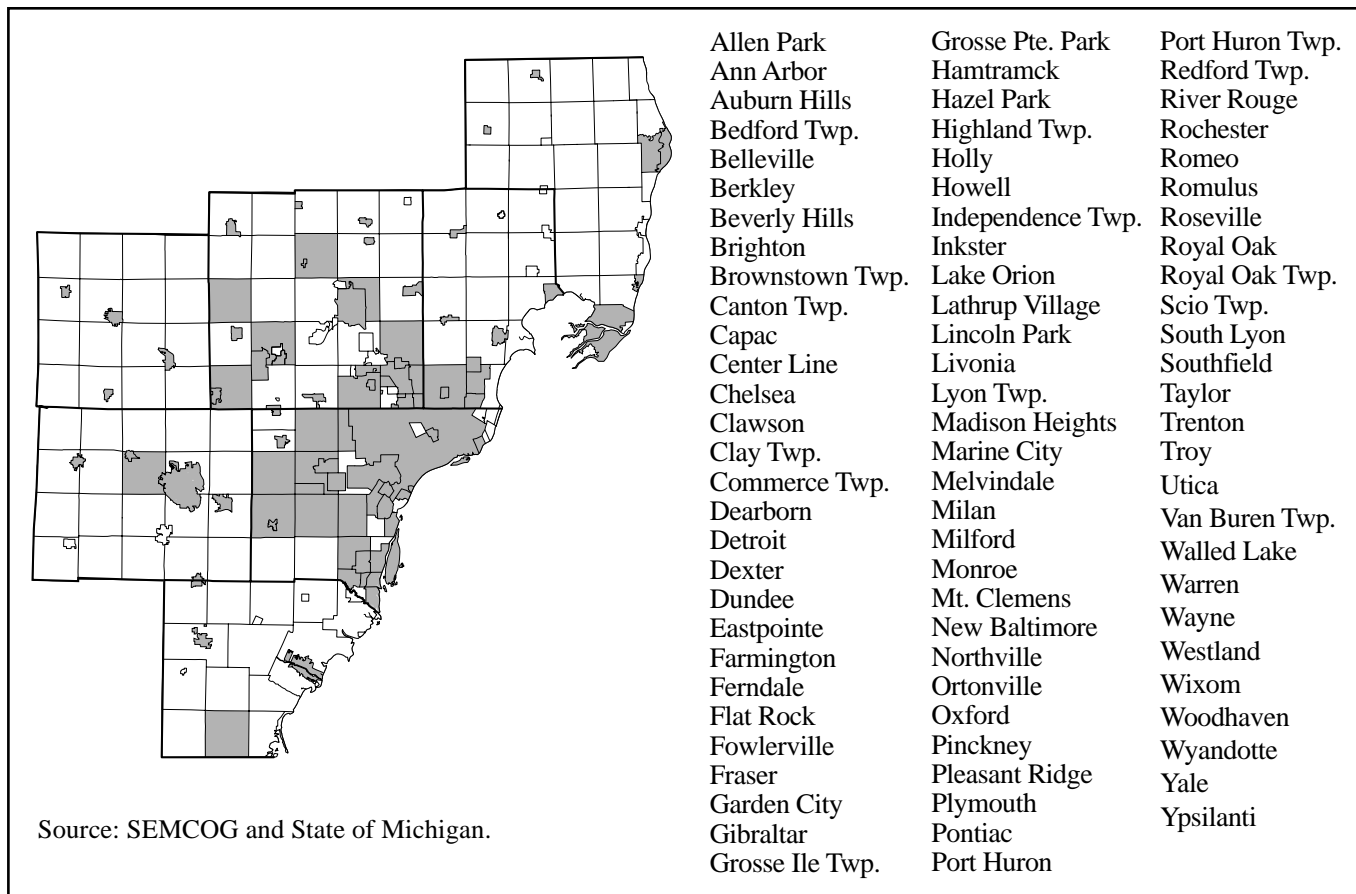 Allen Park
Ann Arbor
Auburn Hills
Bedford Twp.
Belleville
Berkley
Beverly Hills
Brighton
Brownstown Twp.
Canton Twp.
Capac
Center Line
Chelsea
Clawson
Clay Twp.
Commerce Twp.
Dearborn
Detroit
Dexter
Dundee
Eastpointe
Farmington
Ferndale
Flat Rock
Fowlerville
Fraser
Garden City
Gibraltar
Grosse Ile Twp.
Grosse Pte. Park
Hamtramck
Hazel Park
Highland Twp.
Holly
Howell
Independence Twp.
Inkster
Lake Orion
Lathrup Village
Lincoln Park
Livonia
Lyon Twp.
Madison Heights
Marine City
Melvindale
Milan
Milford
Monroe
Mt. Clemens
New Baltimore
Northville
Ortonville
Oxford
Pinckney
Pleasant Ridge
Plymouth
Pontiac
Port Huron
Port Huron Twp.
Redford Twp.
River Rouge
Rochester
Romeo
Romulus
Roseville
Royal Oak
Royal Oak Twp.
Scio Twp.
South Lyon
Southfield
Taylor
Trenton
Troy
Utica
Van Buren Twp.
Walled Lake
Warren
Wayne
Westland
Wixom
Woodhaven
Wyandotte
Yale
Ypsilanti
Source: SEMCOG and State of Michigan.